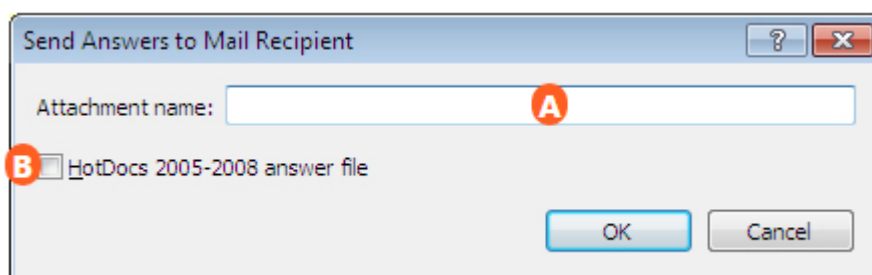 Send Answers to Mail Recipient
Attachment name: A
B HotDocs 2005-2008 answer file
OK Cancel